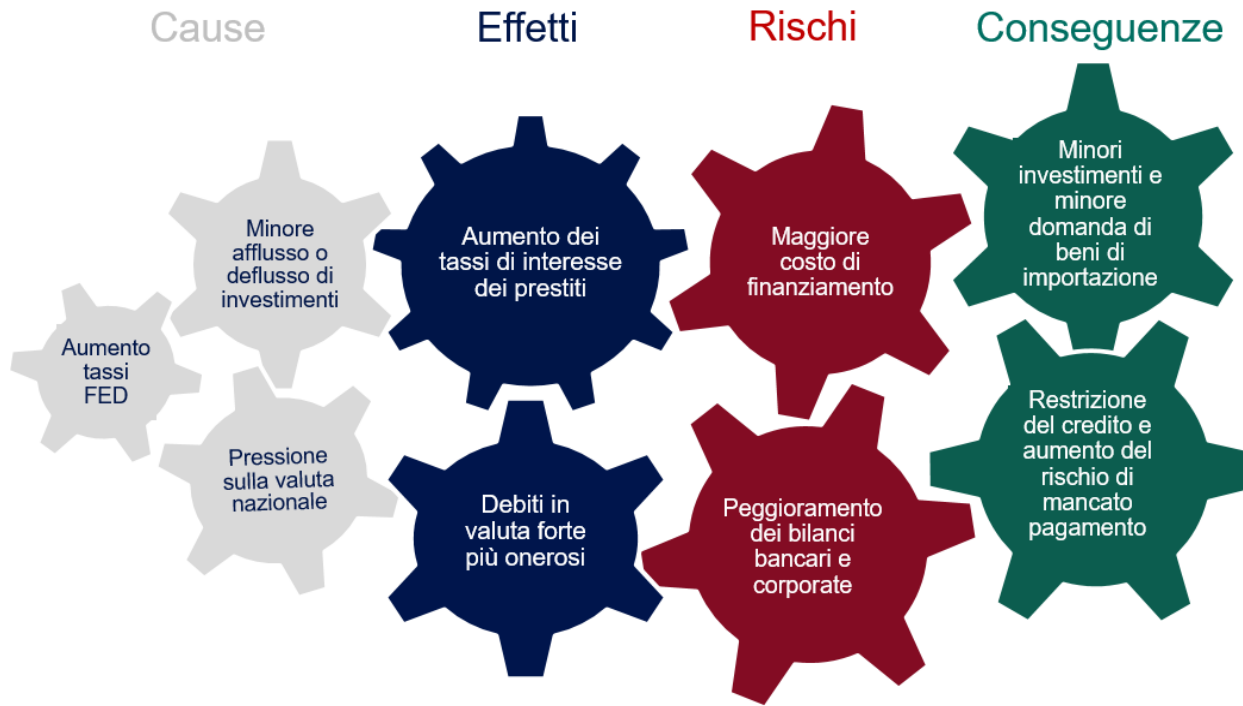 Cause
Effetti
Rischi
Conseguenze
Aumento
tassi
FED
Minore
afflusso o
deflusso di
investimenti
Pressione
sulla valuta
nazionale
Aumento dei
tassi di interesse
dei prestiti
Debiti in
valuta forte
più onerosi
Maggiore
costo di
finanziamento
Peggioramento
dei bilanci
bancari e
corporate
Minori
investimenti e
minore
domanda di
beni di
importazione
Restrizione
del credito e
aumento del
rischio di
mancato
pagamento